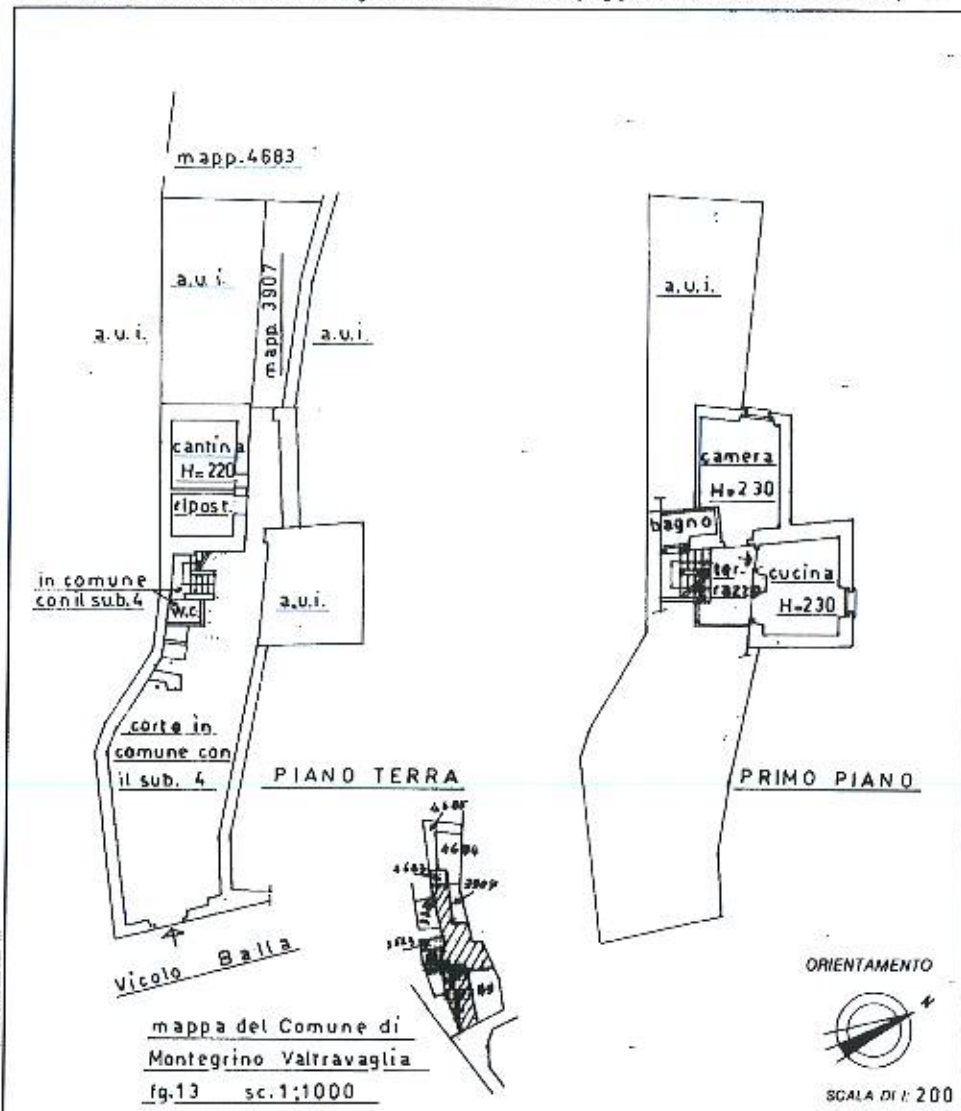 mapp. 4683
a.u.i.
mapp. 3907
a.u.i.
a.u.i.
cantina
H=220
ripost.
in comune
con il sub. 4
w.c.
a.u.i.
corte in
comune con
il sub. 4
PIANO TERRA
Vicolo Balla
a.u.i.
camera
H=230
bagno
ter-
razzo
cucina
H=230
PRIMO PIANO
4684
mappa del Comune di
Montegrino Valtravaglia
fg.13 sc.1:1000
ORIENTAMENTO
N
SCALA DI 1: 200